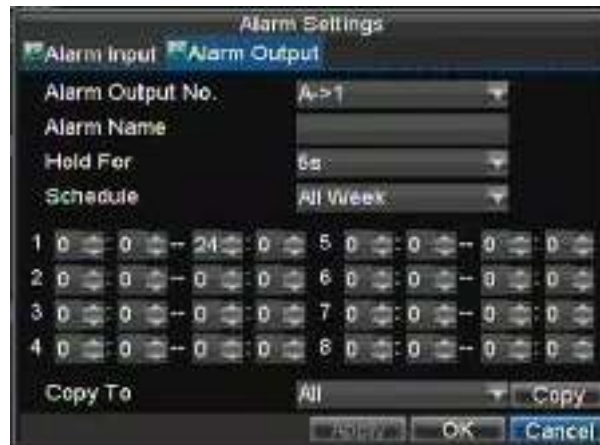 Alarm Settings
Alarm Input Alarm Output
Alarm Output No. A->1
Alarm Name
Hold For 5s
Schedule All Week
1 0 : 0 -- 24 : 0 5 0 : 0 -- 0 : 0
2 0 : 0 -- 0 : 0 6 0 : 0 -- 0 : 0
3 0 : 0 -- 0 : 0 7 0 : 0 -- 0 : 0
4 0 : 0 -- 0 : 0 8 0 : 0 -- 0 : 0
Copy To All Copy
Apply OK Cancel